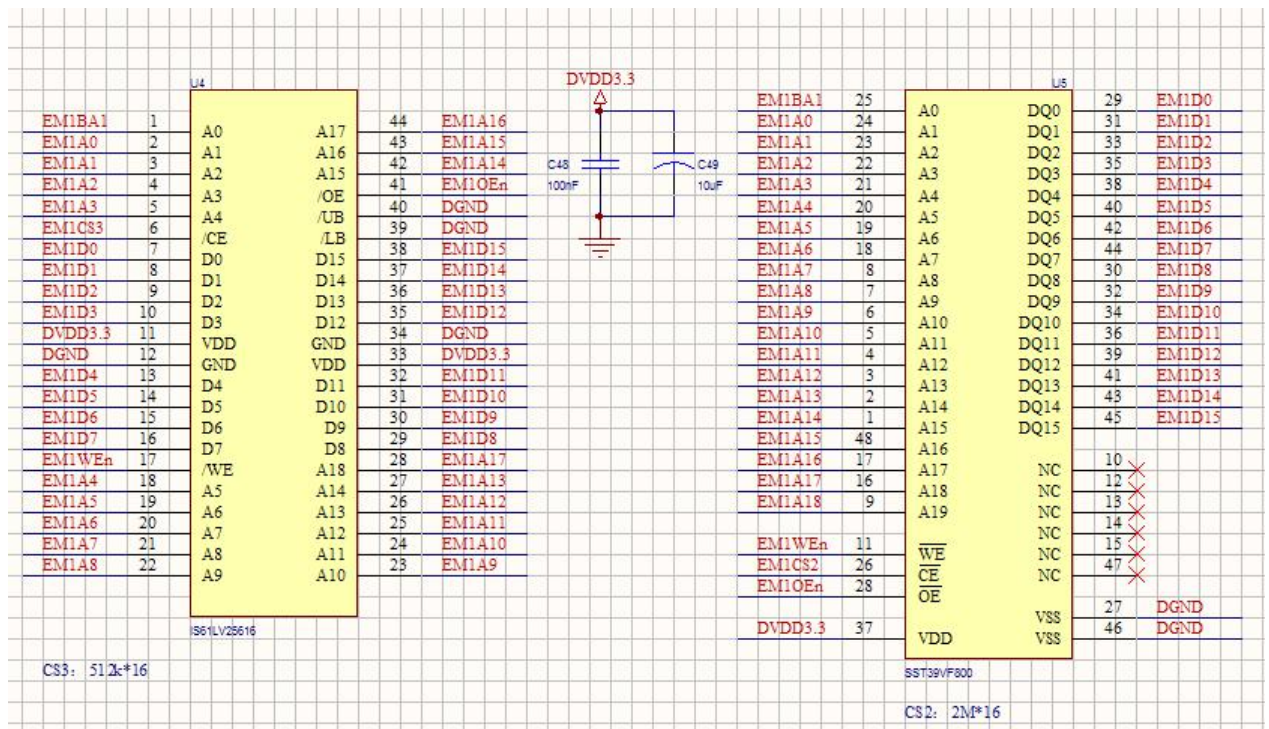 U4
EM1BA1 1 A0 A17 44 EM1A16
EM1A0 2 A1 A16 43 EM1A15
EM1A1 3 A2 A15 42 EM1A14
EM1A2 4 A3 /OE 41 EM1OEn
EM1A3 5 A4 /UB 40 DGND
EM1CS3 6 /CE /LB 39 DGND
EM1D0 7 D0 D15 38 EM1D15
EM1D1 8 D1 D14 37 EM1D14
EM1D2 9 D2 D13 36 EM1D13
EM1D3 10 D3 D12 35 EM1D12
DVDD3.3 11 VDD GND 34 DGND
DGND 12 GND VDD 33 DVDD3.3
EM1D4 13 D4 D11 32 EM1D11
EM1D5 14 D5 D10 31 EM1D10
EM1D6 15 D6 D9 30 EM1D9
EM1D7 16 D7 D8 29 EM1D8
EM1WEn 17 /WE A18 28 EM1A17
EM1A4 18 A5 A14 27 EM1A13
EM1A5 19 A6 A13 26 EM1A12
EM1A6 20 A7 A12 25 EM1A11
EM1A7 21 A8 A11 24 EM1A10
EM1A8 22 A9 A10 23 EM1A9
IS61LV25616
CS3: 512k*16
DVDD3.3
C48
100nF
C49
10uF
U5
EM1BA1 25 A0 DQ0 29 EM1D0
EM1A0 24 A1 DQ1 31 EM1D1
EM1A1 23 A2 DQ2 33 EM1D2
EM1A2 22 A3 DQ3 35 EM1D3
EM1A3 21 A4 DQ4 38 EM1D4
EM1A4 20 A5 DQ5 40 EM1D5
EM1A5 19 A6 DQ6 42 EM1D6
EM1A6 18 A7 DQ7 44 EM1D7
EM1A7 8 A8 DQ8 30 EM1D8
EM1A8 7 A9 DQ9 32 EM1D9
EM1A9 6 A10 DQ10 34 EM1D10
EM1A10 5 A11 DQ11 36 EM1D11
EM1A11 4 A12 DQ12 39 EM1D12
EM1A12 3 A13 DQ13 41 EM1D13
EM1A13 2 A14 DQ14 43 EM1D14
EM1A14 1 A15 DQ15 45 EM1D15
EM1A15 48 A16
EM1A16 17 A17 NC 10
EM1A17 16 A18 NC 12
EM1A18 9 A19 NC 13
NC 14
EM1WEn 11 WE NC 15
EM1CS2 26 CE NC 47
EM1OEn 28 OE
VSS 27 DGND
DVDD3.3 37 VDD VSS 46 DGND
SST39VF800
CS2: 2M*16